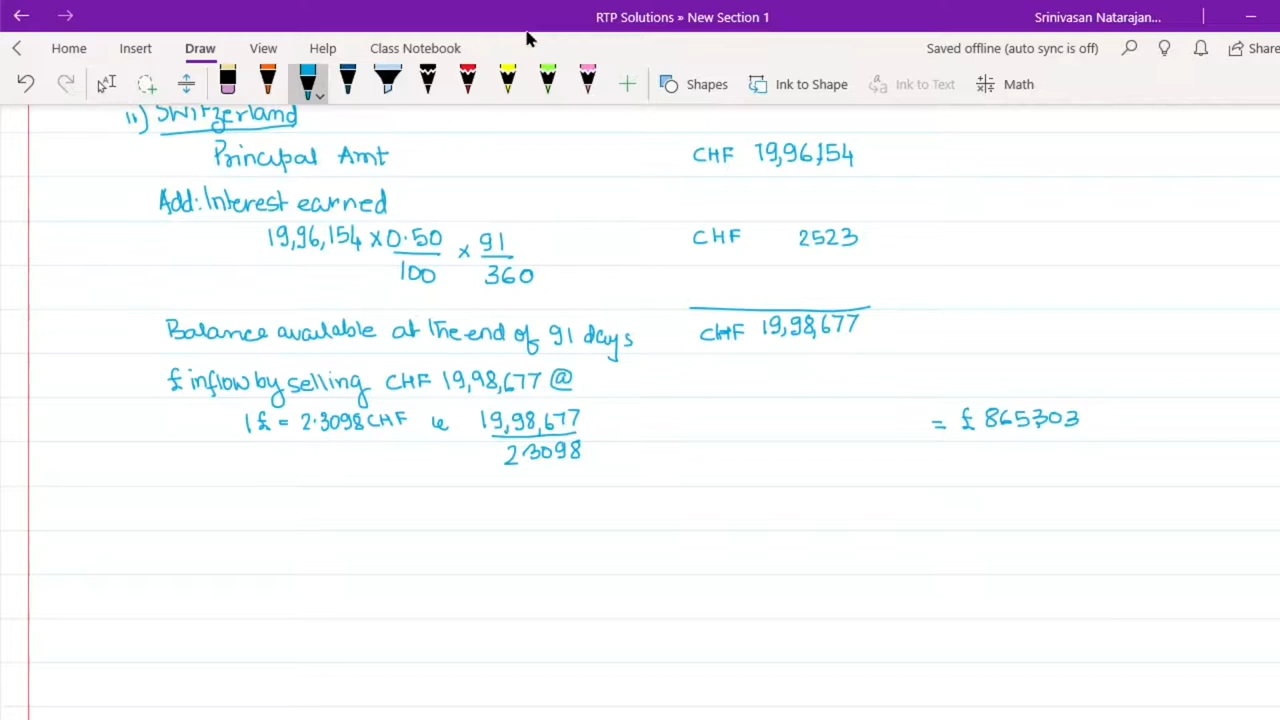 RTP Solutions » New Section 1
Srinivasan Natarajan...
Home Insert Draw View Help Class Notebook
Saved offline (auto sync is off)
Share
Shapes Ink to Shape Ink to Text Math
ii) Switzerland
Principal Amt CHF 19,96,154
Add: Interest earned
19,96,154 × 0.50/100 × 91/360 CHF 2523
Balance available at the end of 91 days CHF 19,98,677
£ inflow by selling CHF 19,98,677 @
1£ = 2.3098 CHF ie 19,98,677/2.3098 = £ 865,303